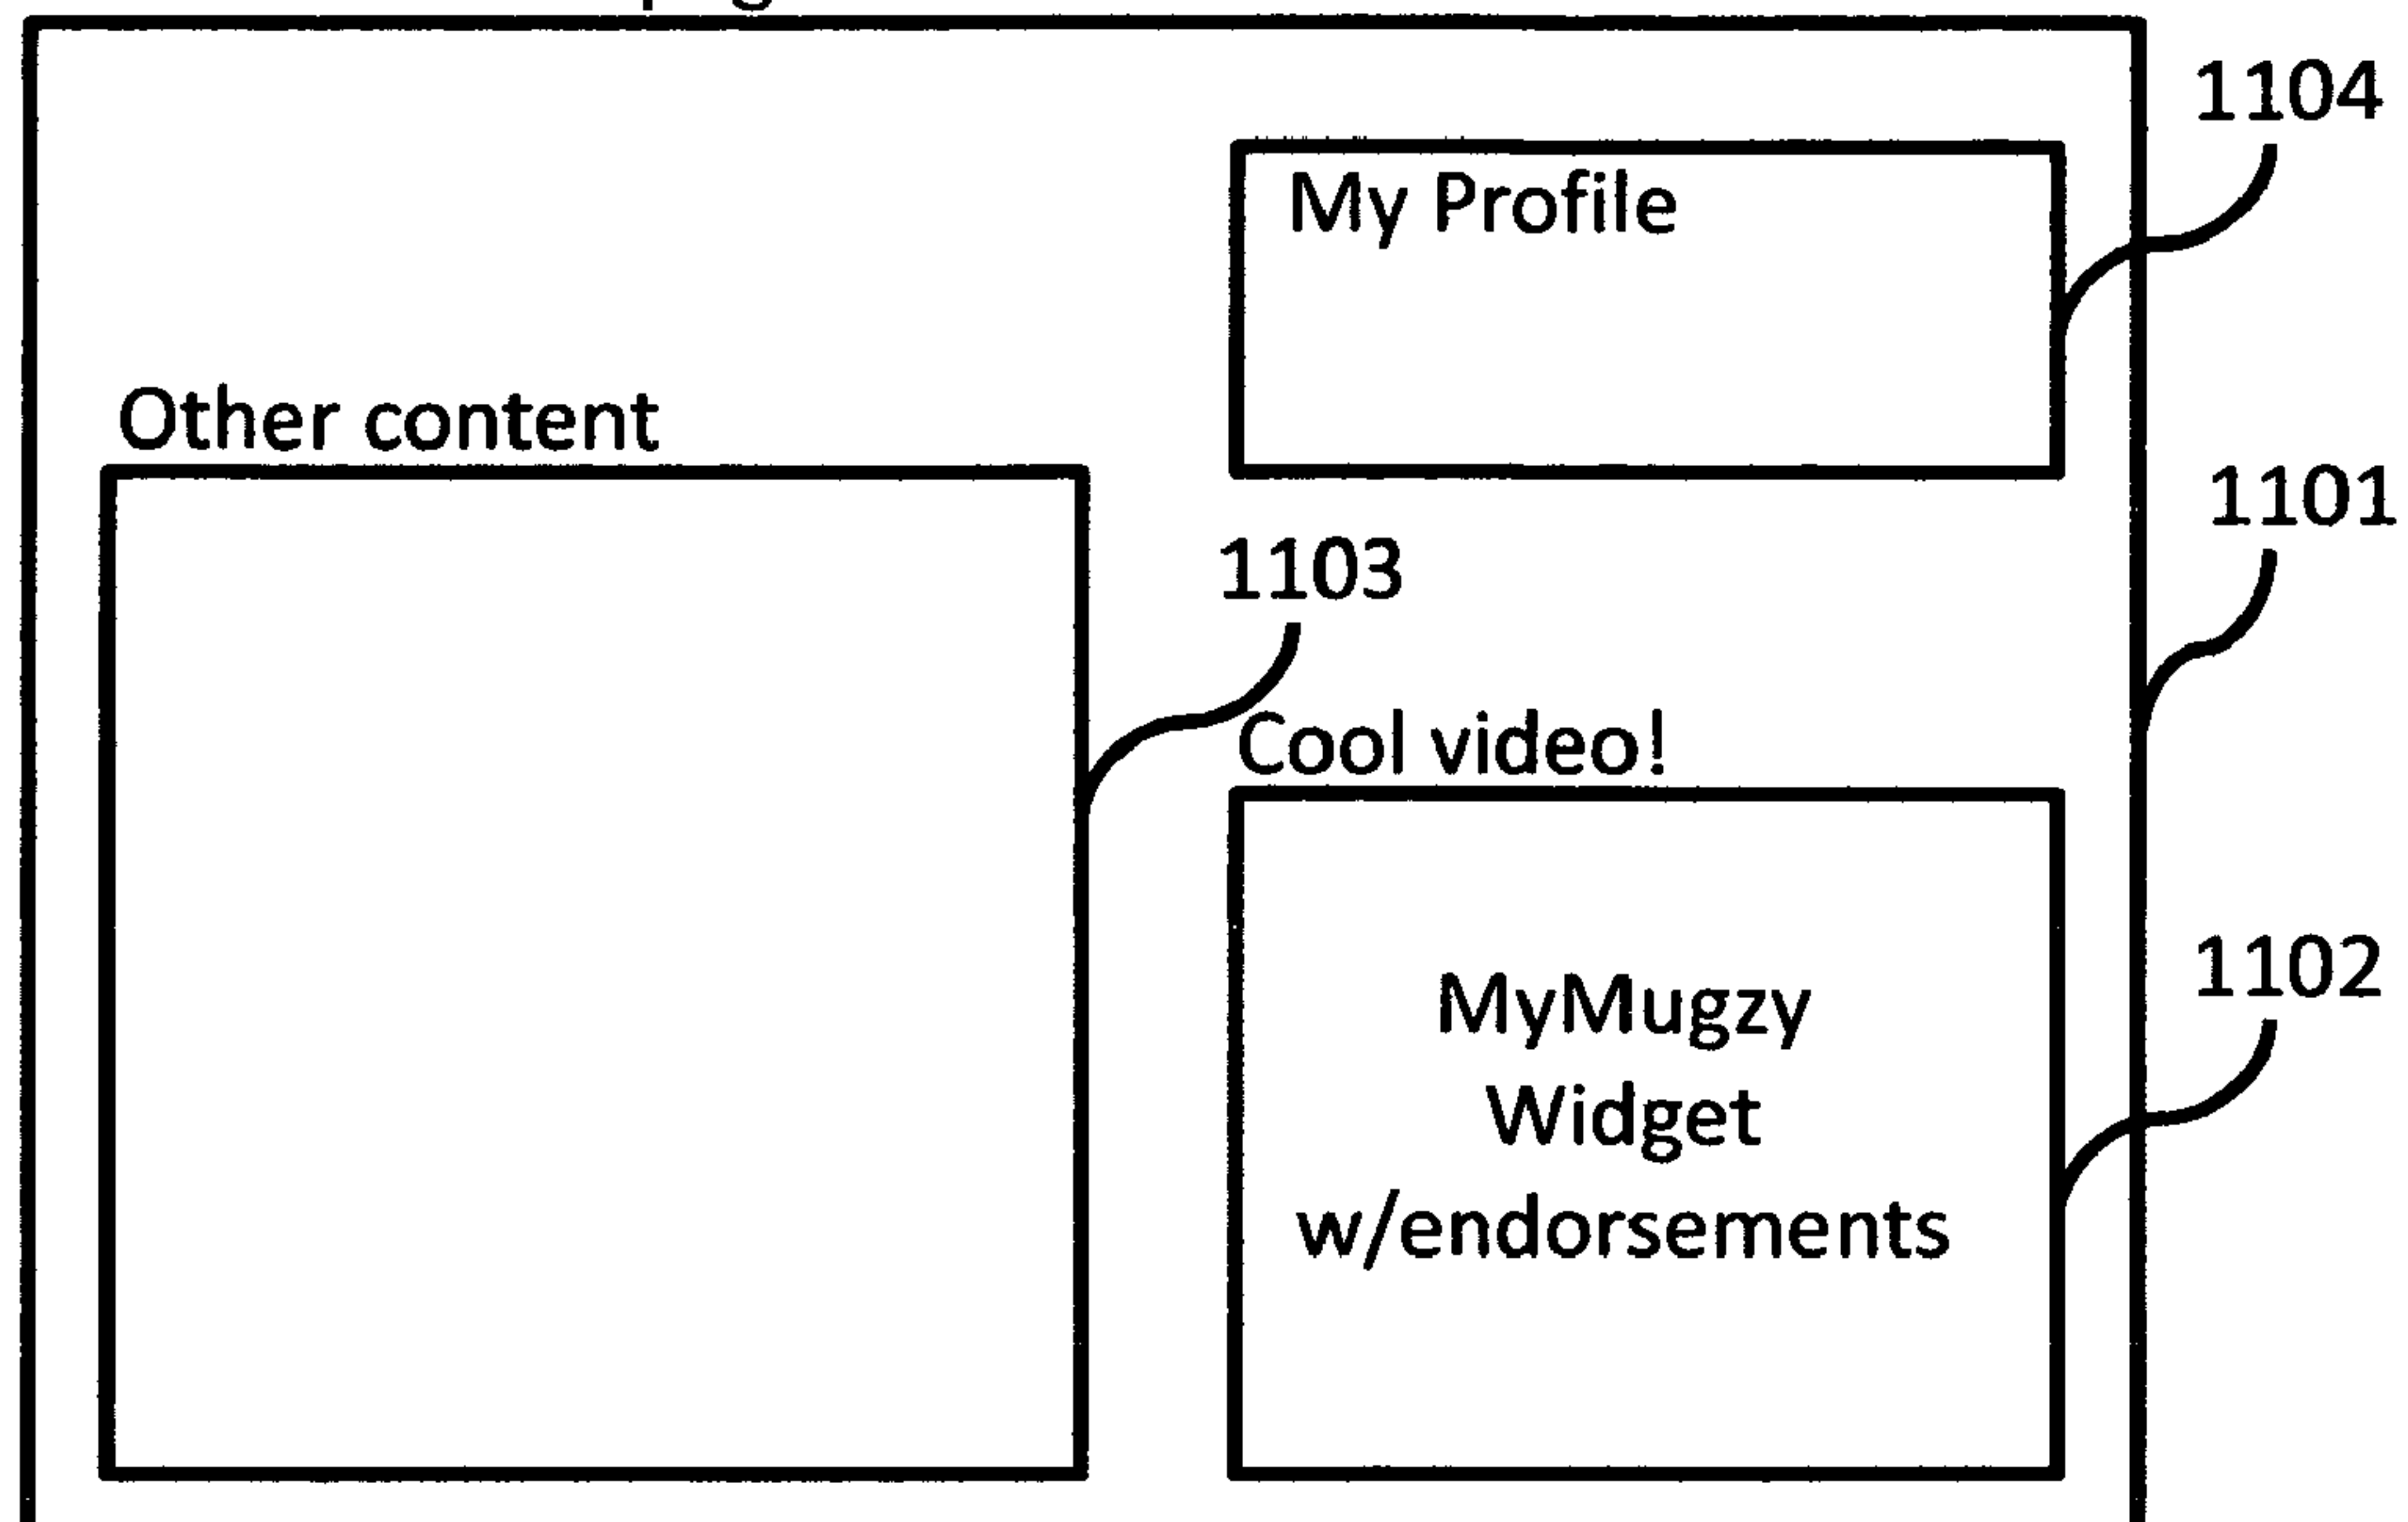 1104
My Profile
Other content
1101
1103
Cool video!
1102
MyMugzy
Widget
w/endorsements